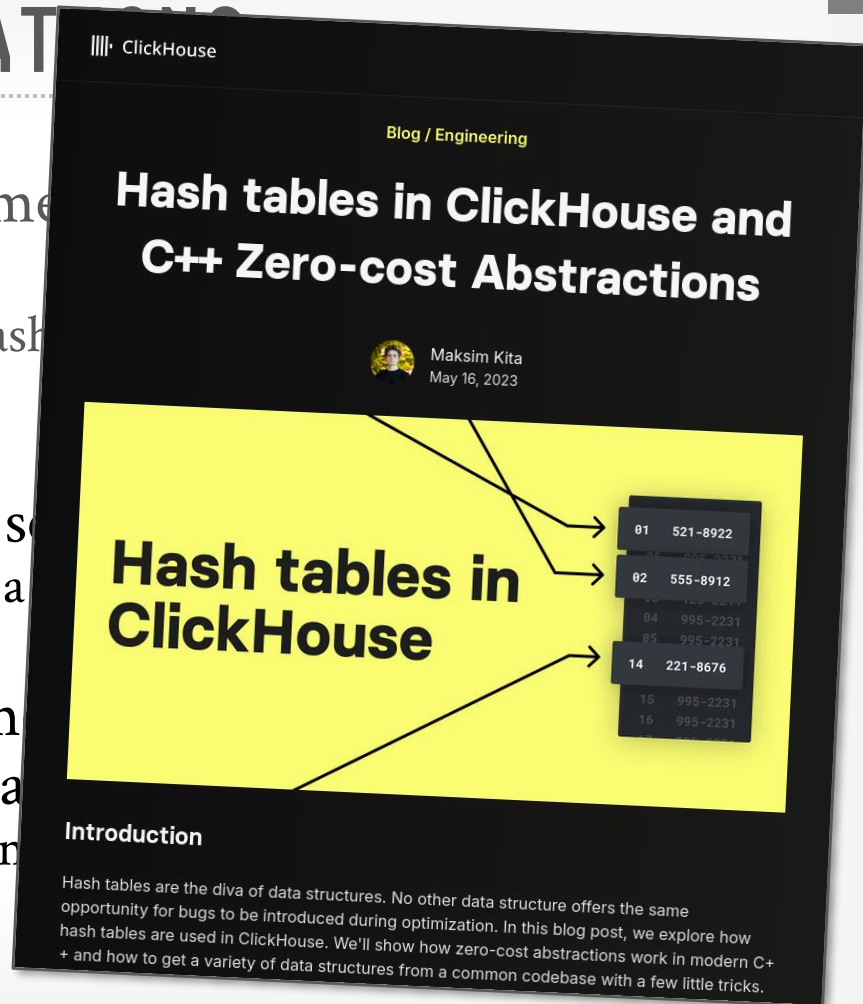 ClickHouse
Blog / Engineering
Hash tables in ClickHouse and
C++ Zero-cost Abstractions
Maksim Kita
May 16, 2023
Hash tables in
ClickHouse
01 521-8922
02 555-8912
04 995-2231
05 995-2231
14 221-8676
15 995-2231
16 995-2231
Introduction
Hash tables are the diva of data structures. No other data structure offers the same
opportunity for bugs to be introduced during optimization. In this blog post, we explore how
hash tables are used in ClickHouse. We'll show how zero-cost abstractions work in modern C+
+ and how to get a variety of data structures from a common codebase with a few little tricks.